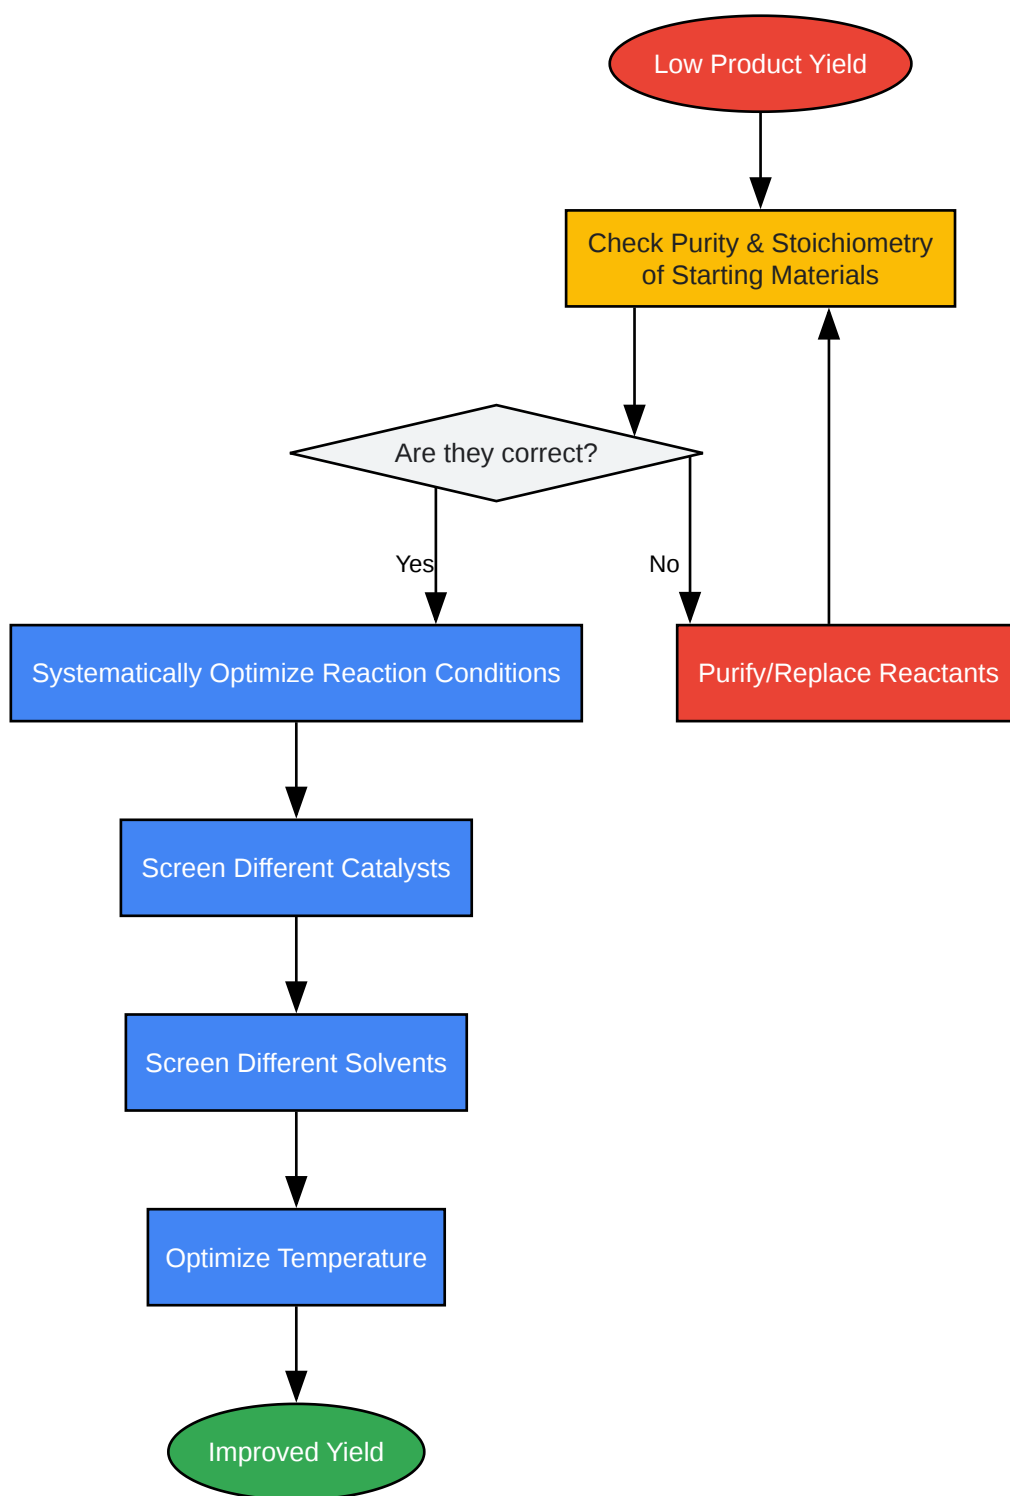 Low Product Yield
Check Purity & Stoichiometry
of Starting Materials
Are they correct?
Yes
No
Systematically Optimize Reaction Conditions
Purify/Replace Reactants
Screen Different Catalysts
Screen Different Solvents
Optimize Temperature
Improved Yield